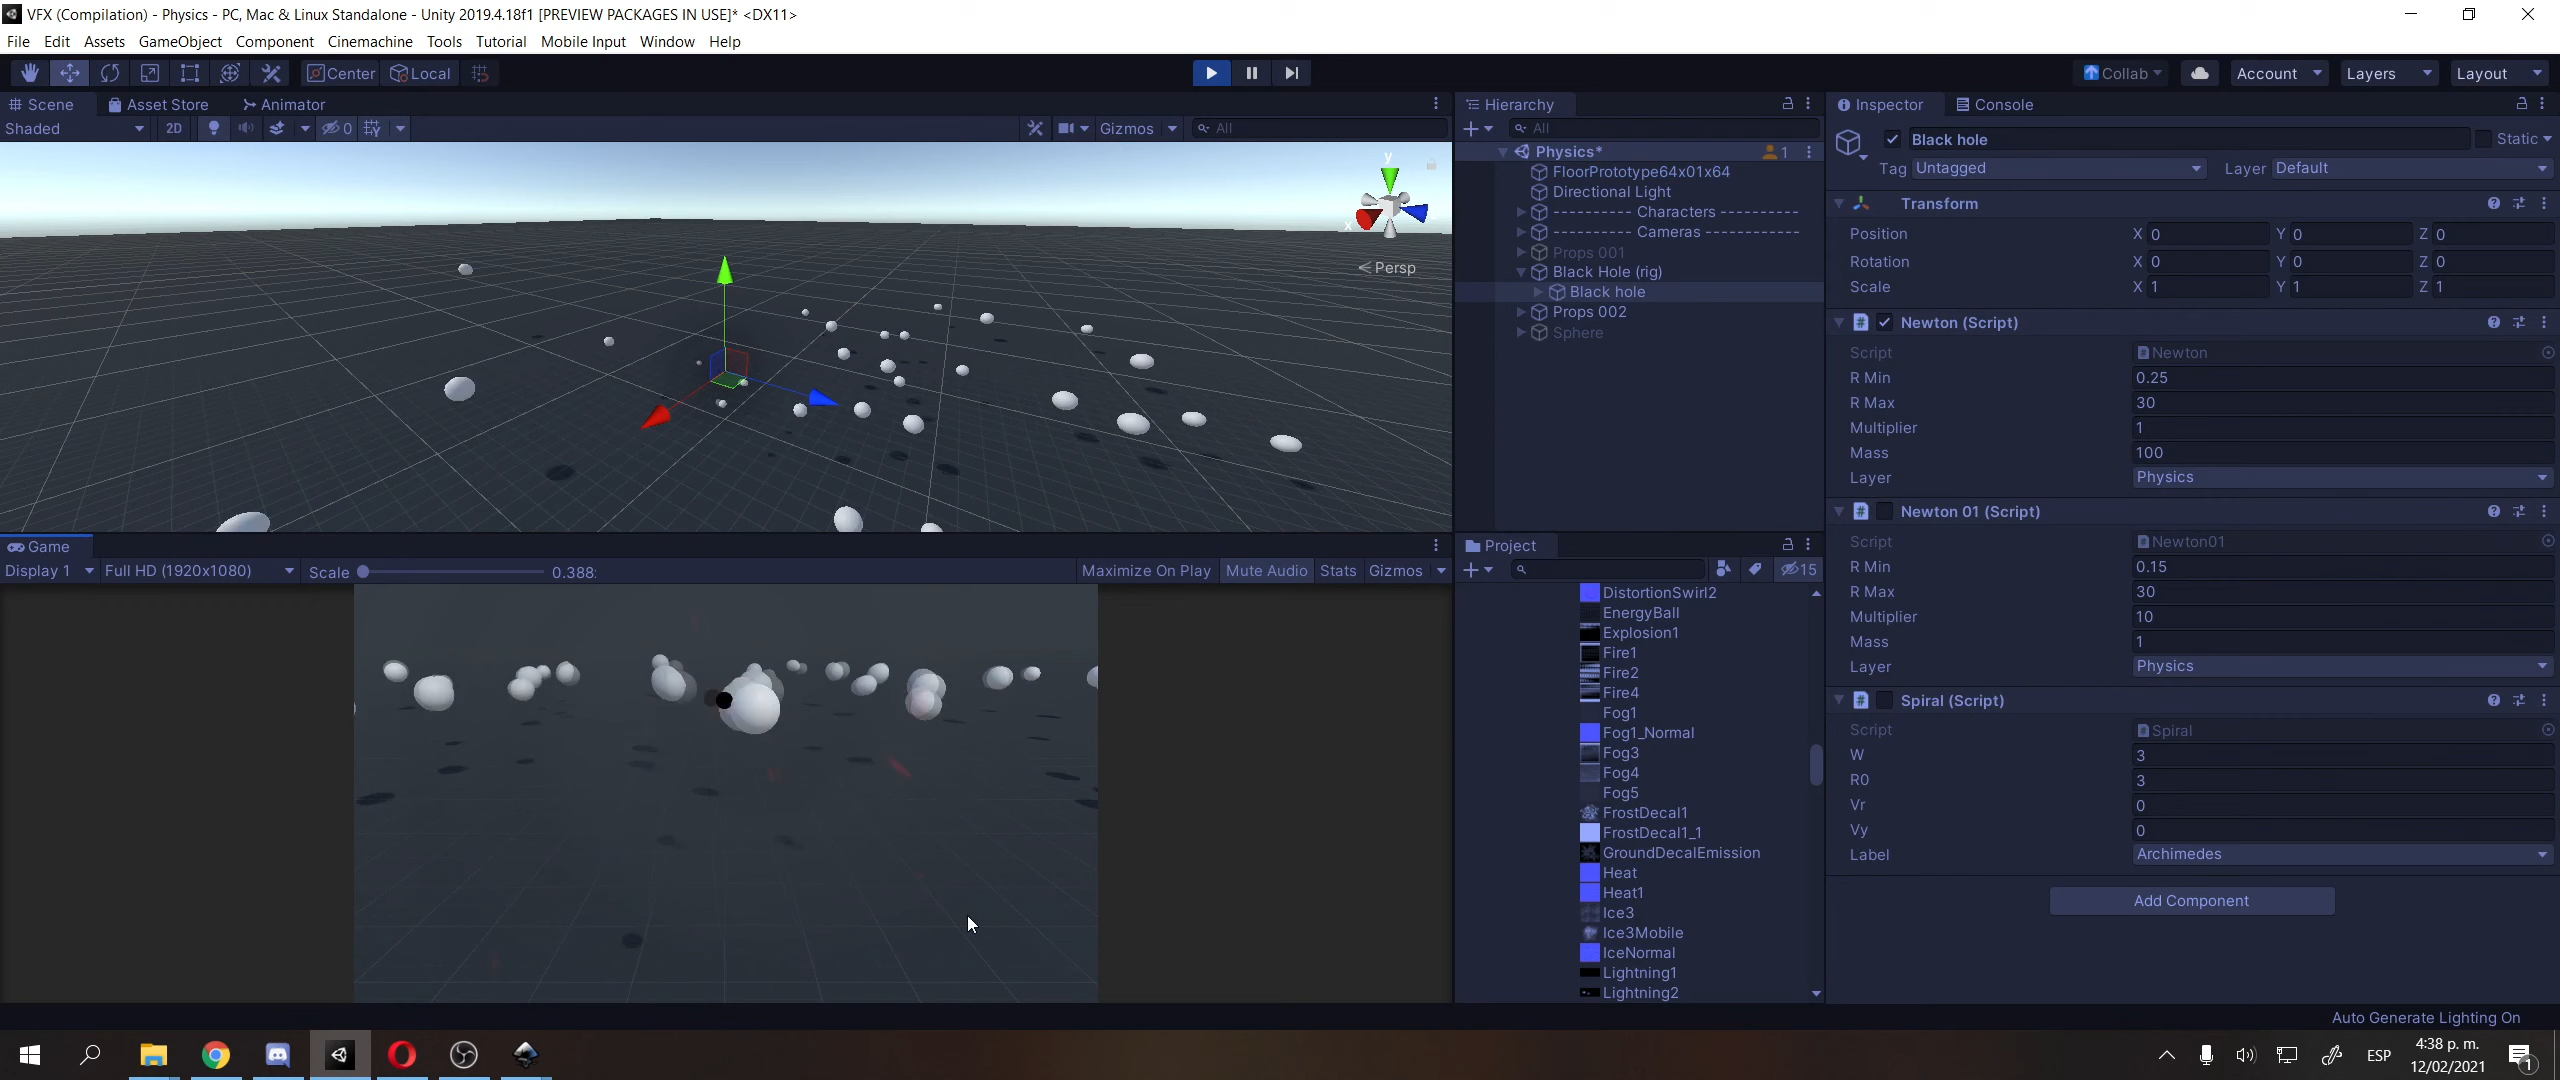 VFX (Compilation) - Physics - PC, Mac & Linux Standalone - Unity 2019.4.18f1 [PREVIEW PACKAGES IN USE]* <DX11>
File Edit Assets GameObject Component Cinemachine Tools Tutorial Mobile Input Window Help
Center Local Collab Account Layers Layout
Scene Asset Store Animator
Shaded 2D 0 Gizmos All
y
x
Persp
Game
Display 1 Full HD (1920x1080) Scale 0.388: Maximize On Play Mute Audio Stats Gizmos
Hierarchy
All
Physics* 1
FloorPrototype64x01x64
Directional Light
---------- Characters ----------
---------- Cameras ----------
Props 001
Black Hole (rig)
Black hole
Props 002
Sphere
Project
15
DistortionSwirl2
EnergyBall
Explosion1
Fire1
Fire2
Fire4
Fog1
Fog1_Normal
Fog3
Fog4
Fog5
FrostDecal1
FrostDecal1_1
GroundDecalEmission
Heat
Heat1
Ice3
Ice3Mobile
IceNormal
Lightning1
Lightning2
Inspector Console
Black hole Static
Tag Untagged Layer Default
Transform
Position X 0 Y 0 Z 0
Rotation X 0 Y 0 Z 0
Scale X 1 Y 1 Z 1
Newton (Script)
Script Newton
R Min 0.25
R Max 30
Multiplier 1
Mass 100
Layer Physics
Newton 01 (Script)
Script Newton01
R Min 0.15
R Max 30
Multiplier 10
Mass 1
Layer Physics
Spiral (Script)
Script Spiral
W 3
R0 3
Vr 0
Vy 0
Label Archimedes
Add Component
Auto Generate Lighting On
ESP
4:38 p. m.
12/02/2021
1